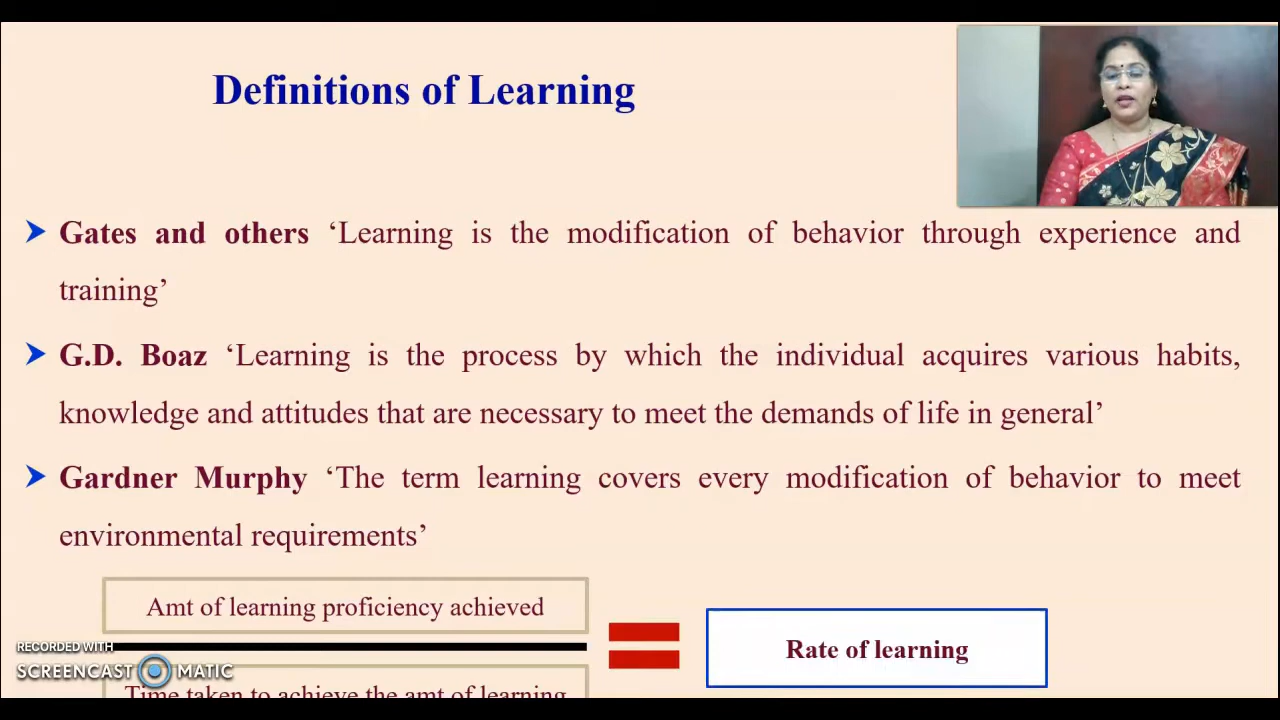 Definitions of Learning
Gates and others ‘Learning is the modification of behavior through experience and
training’
G.D. Boaz ‘Learning is the process by which the individual acquires various habits,
knowledge and attitudes that are necessary to meet the demands of life in general’
Gardner Murphy ‘The term learning covers every modification of behavior to meet
environmental requirements’
Amt of learning proficiency achieved
Rate of learning
Time taken to achieve the amt of learning
RECORDED WITH
SCREENCAST MATIC